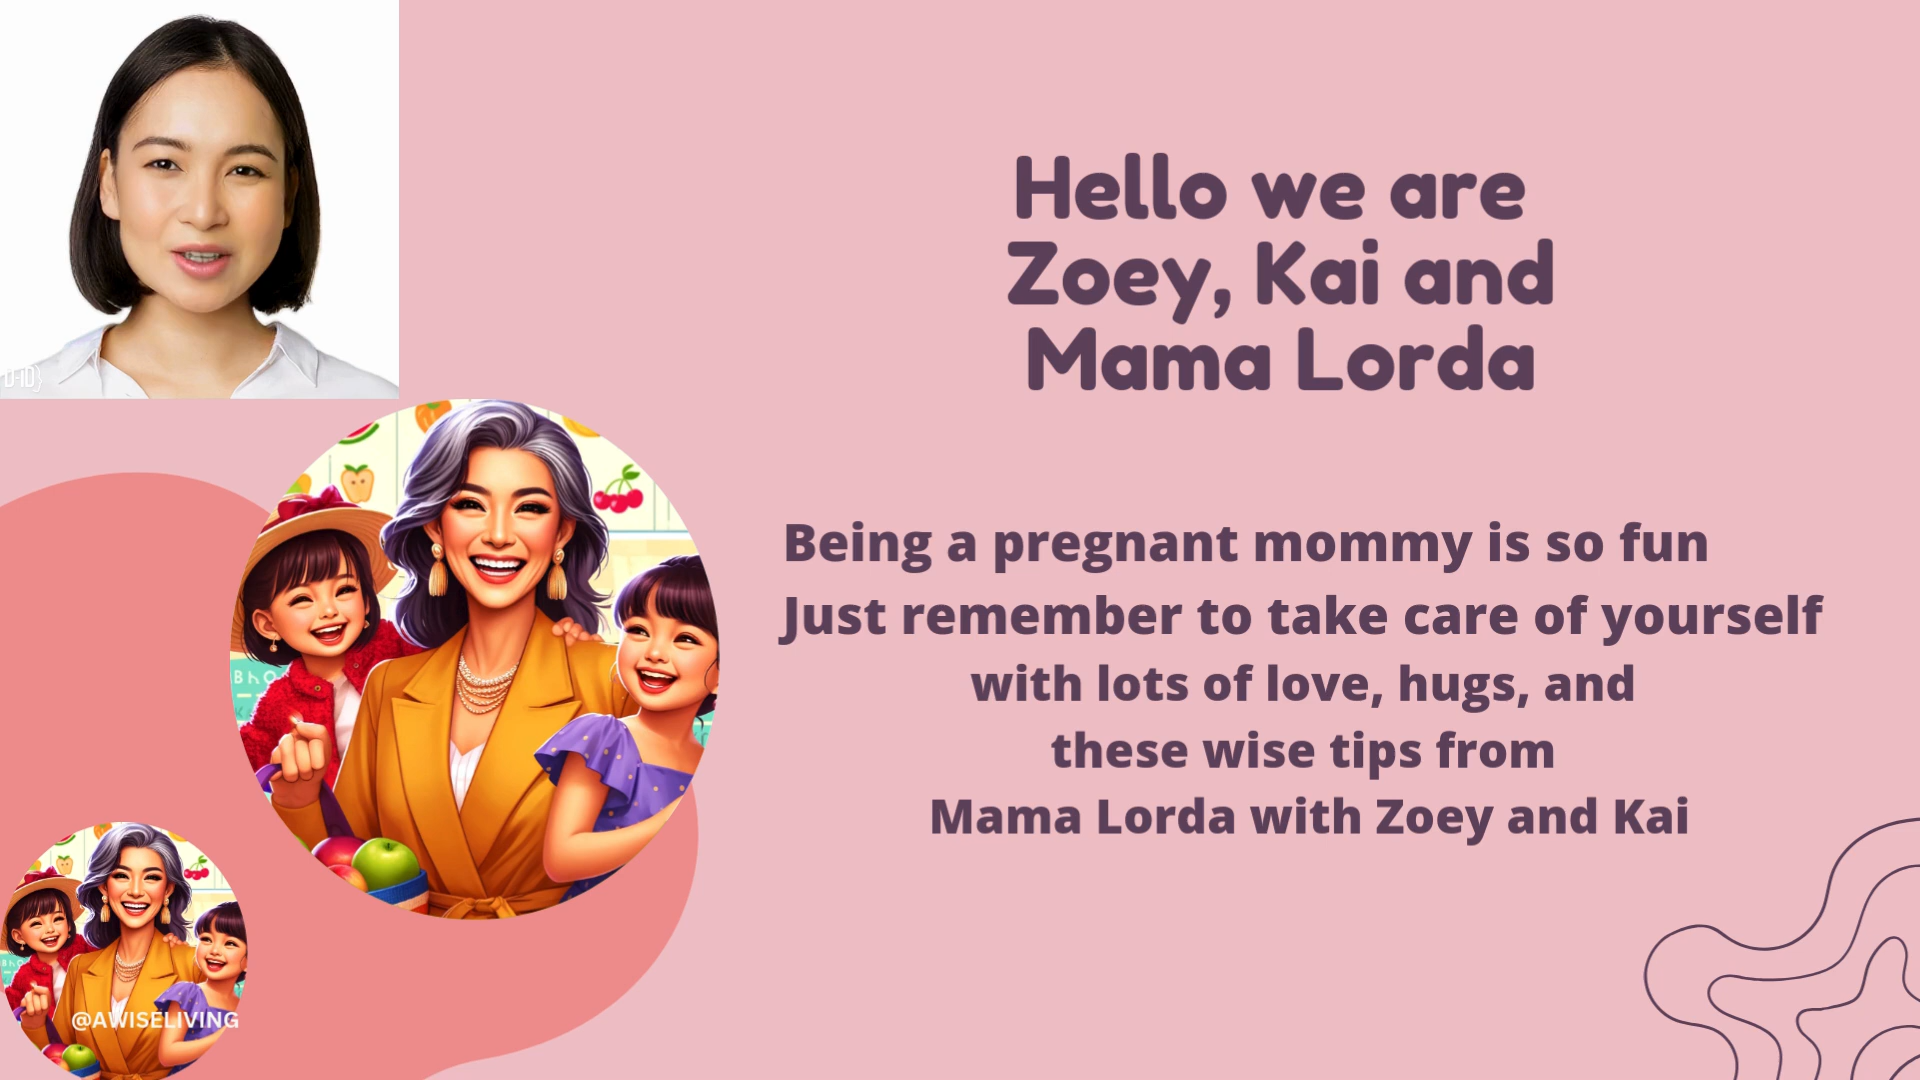 Hello we are
Zoey, Kai and
Mama Lorda
Being a pregnant mommy is so fun
Just remember to take care of yourself
with lots of love, hugs, and
these wise tips from
Mama Lorda with Zoey and Kai
D-iD}
@AWISELIVING